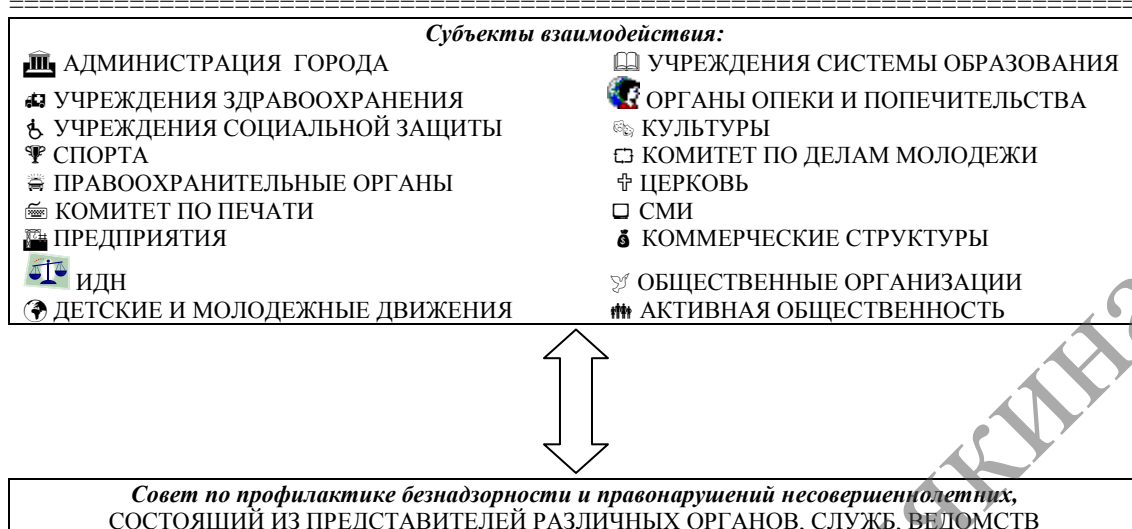 Субъекты взаимодействия:
АДМИНИСТРАЦИЯ ГОРОДА
УЧРЕЖДЕНИЯ СИСТЕМЫ ОБРАЗОВАНИЯ
УЧРЕЖДЕНИЯ ЗДРАВООХРАНЕНИЯ
ОРГАНЫ ОПЕКИ И ПОПЕЧИТЕЛЬСТВА
УЧРЕЖДЕНИЯ СОЦИАЛЬНОЙ ЗАЩИТЫ
КУЛЬТУРЫ
СПОРТА
КОМИТЕТ ПО ДЕЛАМ МОЛОДЕЖИ
ПРАВООХРАНИТЕЛЬНЫЕ ОРГАНЫ
ЦЕРКОВЬ
КОМИТЕТ ПО ПЕЧАТИ
СМИ
ПРЕДПРИЯТИЯ
КОММЕРЧЕСКИЕ СТРУКТУРЫ
ИДН
ОБЩЕСТВЕННЫЕ ОРГАНИЗАЦИИ
ДЕТСКИЕ И МОЛОДЕЖНЫЕ ДВИЖЕНИЯ
АКТИВНАЯ ОБЩЕСТВЕННОСТЬ
Совет по профилактике безнадзорности и правонарушений несовершеннолетних,
СОСТОЯЩИЙ ИЗ ПРЕДСТАВИТЕЛЕЙ РАЗЛИЧНЫХ ОРГАНОВ, СЛУЖБ, ВЕДОМСТВ